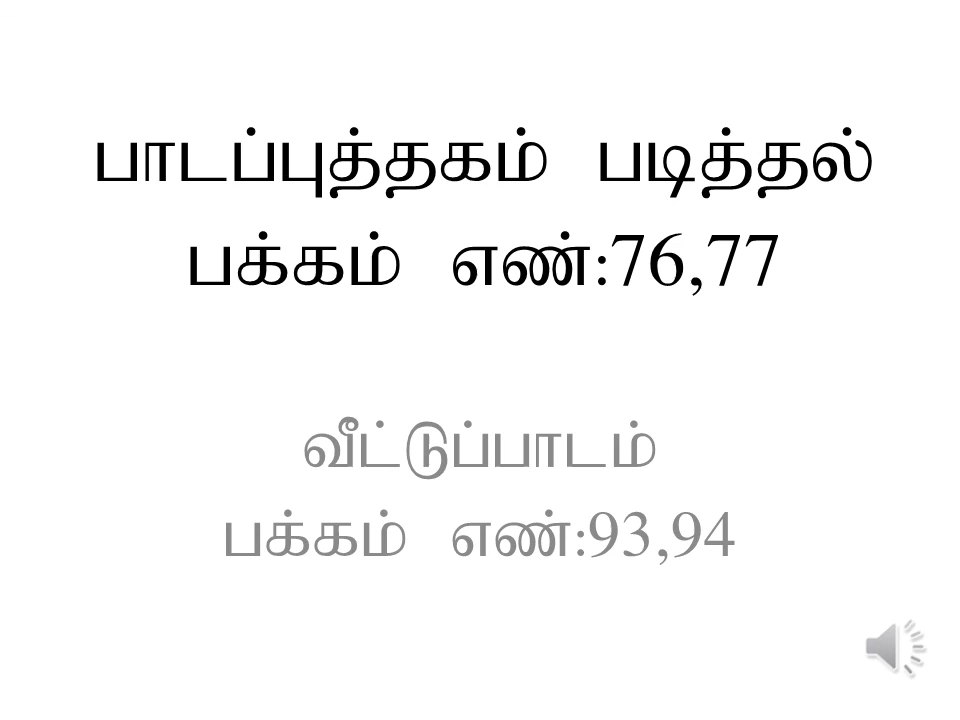 பாடப்புத்தகம் படித்தல்
பக்கம் எண்:76,77
வீட்டுப்பாடம்
பக்கம் எண்:93,94